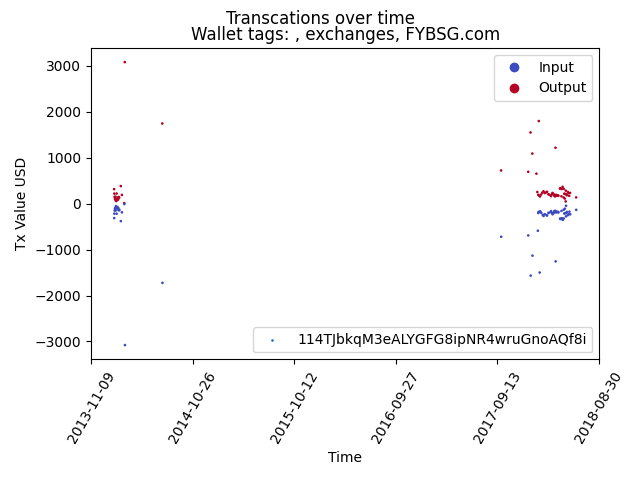 Transcations over time
Wallet tags: , exchanges, FYBSG.com
Input
Output
3000
2000
1000
0
−1000
−2000
−3000
Tx Value USD
114TJbkqM3eALYGFG8ipNR4wruGnoAQf8i
2013-11-09
2014-10-26
2015-10-12
2016-09-27
2017-09-13
2018-08-30
Time